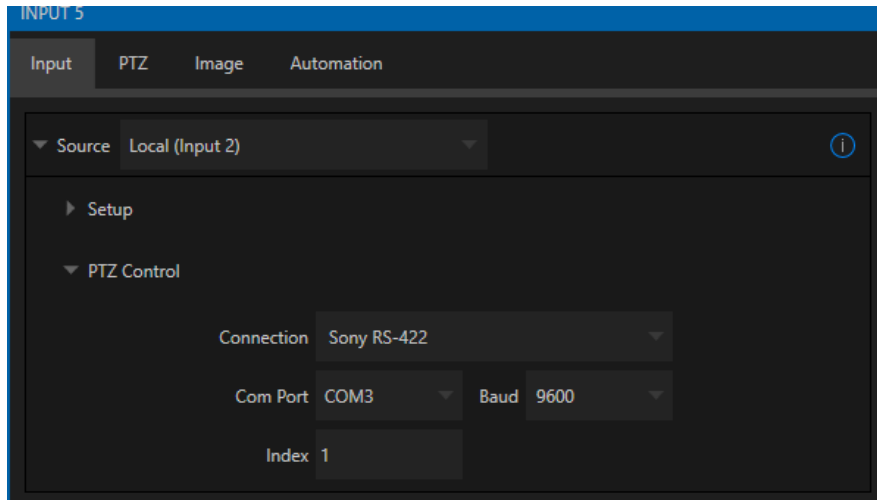 INPUT 5
Input PTZ Image Automation
Source Local (Input 2)
Setup
PTZ Control
Connection Sony RS-422
Com Port COM3 Baud 9600
Index 1